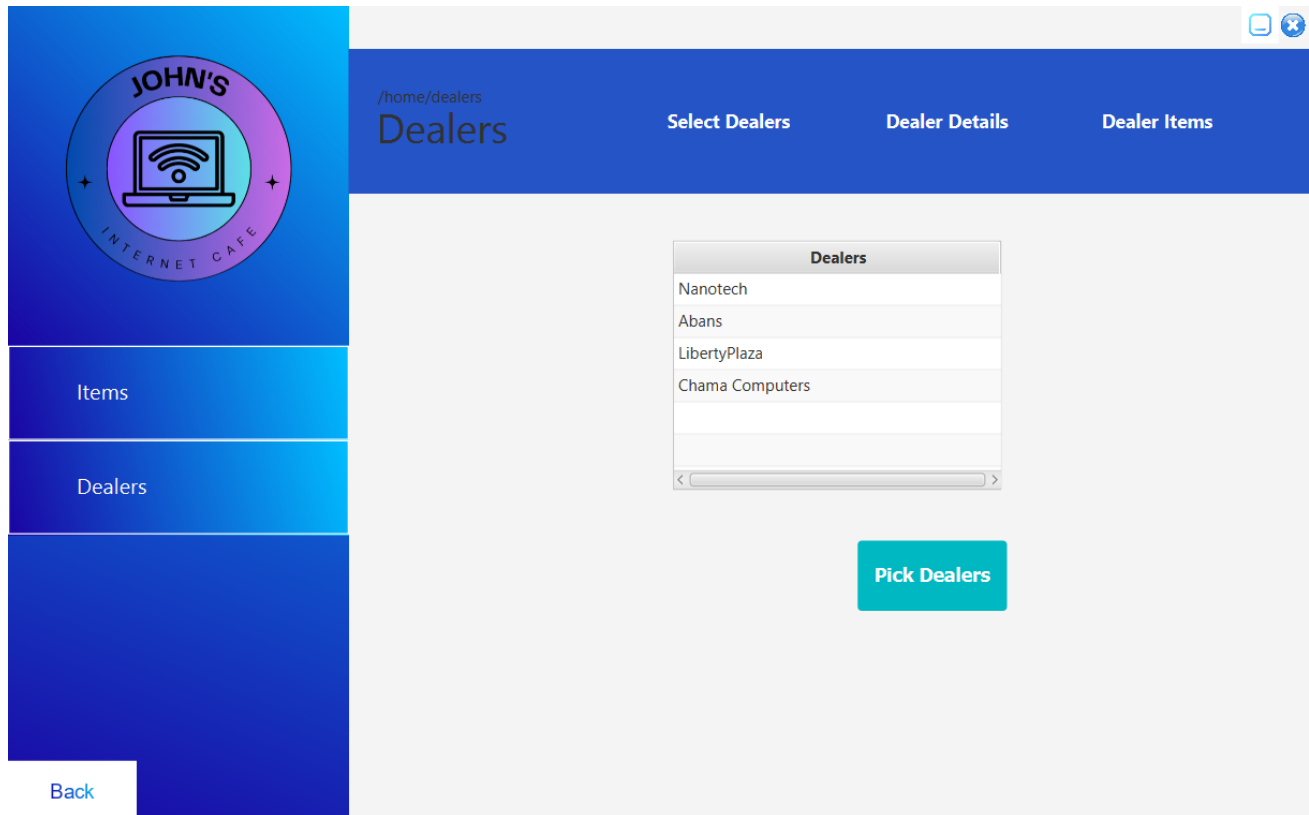 JOHN'S
INTERNET CAFE
/home/dealers
Dealers
Select Dealers
Dealer Details
Dealer Items
Items
Dealers
Dealers
Nanotech
Abans
LibertyPlaza
Chama Computers
Pick Dealers
Back